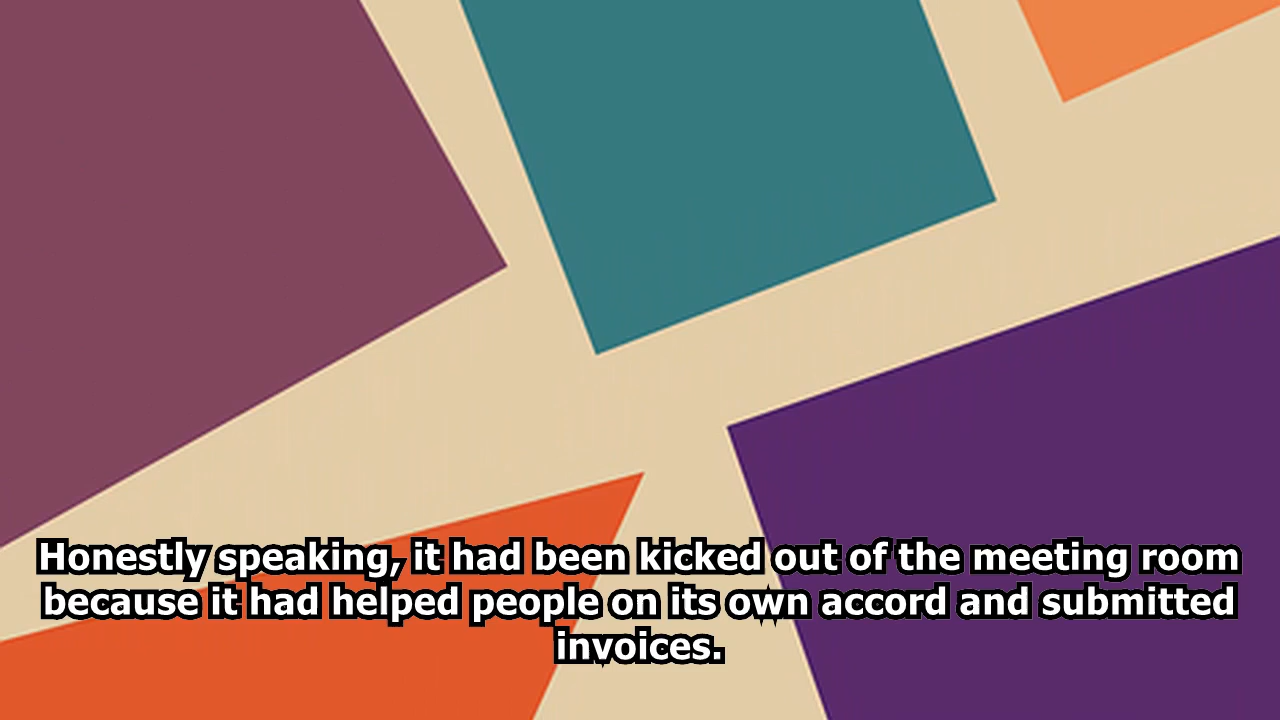 Honestly speaking, it had been kicked out of the meeting room
because it had helped people on its own accord and submitted
invoices.